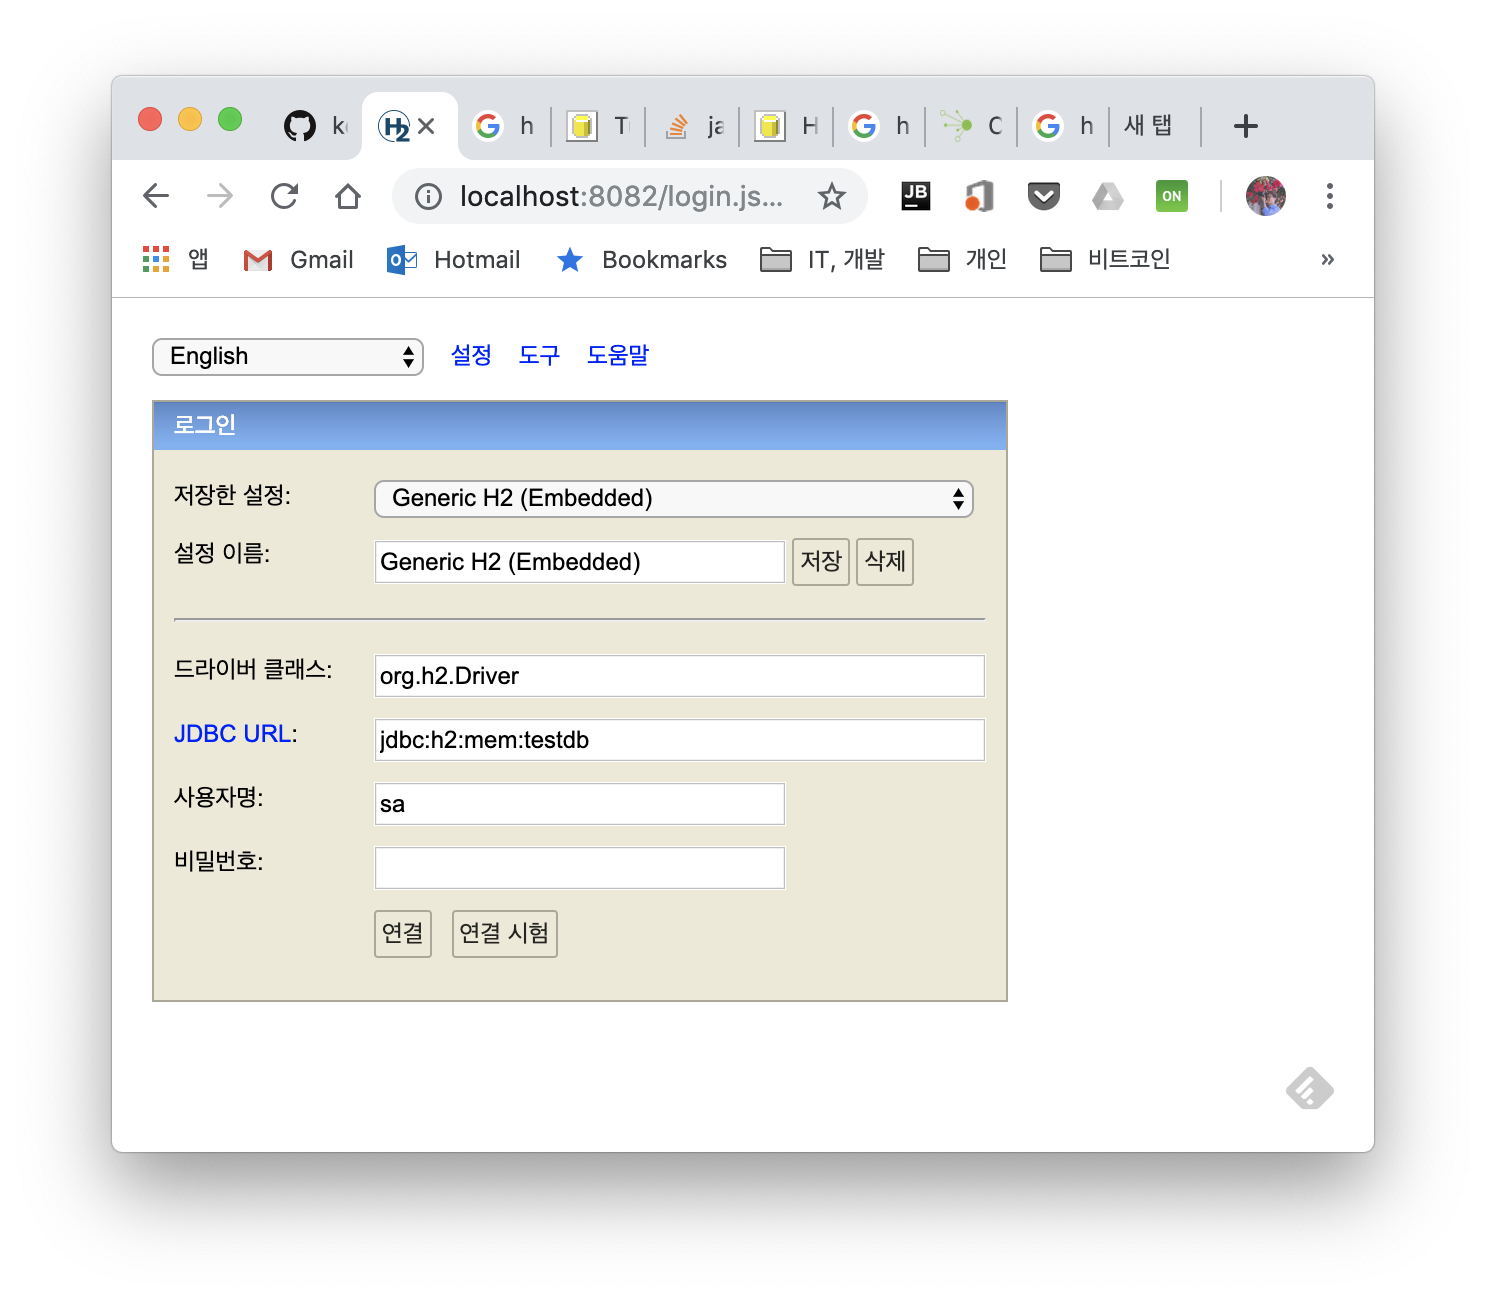 k
H2
h
T
ja
H
h
C
h
새 탭
localhost:8082/login.js...
JB
ON
앱
Gmail
Hotmail
Bookmarks
IT, 개발
개인
비트코인
»
English
설정
도구
도움말
로그인
저장한 설정:
Generic H2 (Embedded)
설정 이름:
Generic H2 (Embedded)
저장
삭제
드라이버 클래스:
org.h2.Driver
JDBC URL:
jdbc:h2:mem:testdb
사용자명:
sa
비밀번호:
연결
연결 시험